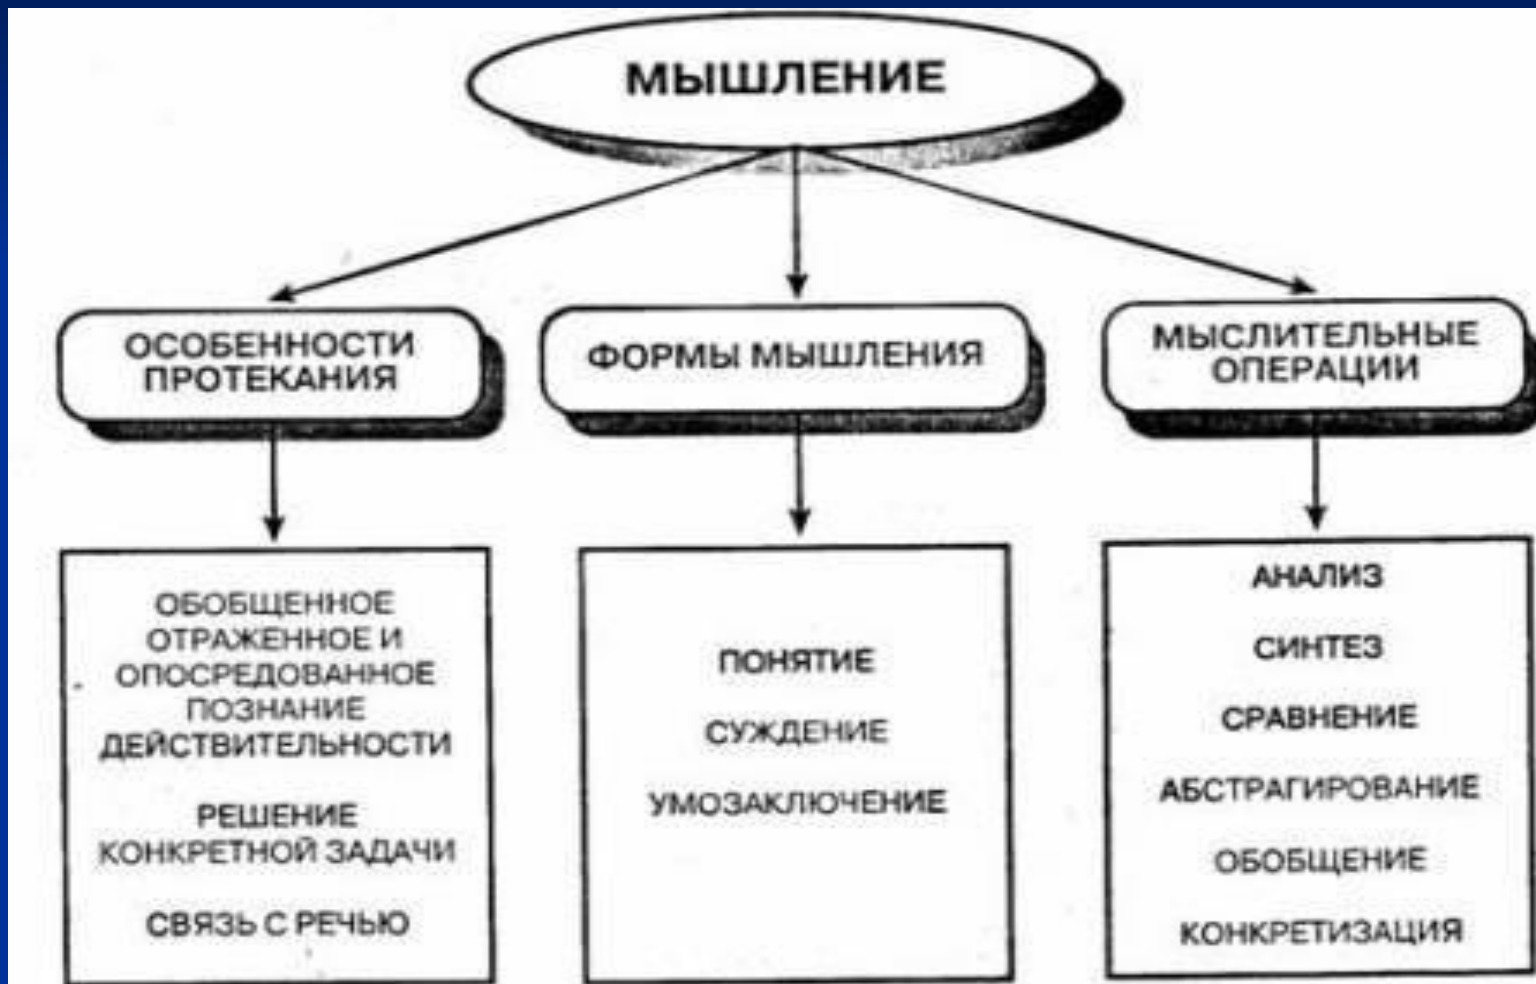 МЫШЛЕНИЕ
ОСОБЕННОСТИ
ПРОТЕКАНИЯ
ФОРМЫ МЫШЛЕНИЯ
МЫСЛИТЕЛЬНЫЕ
ОПЕРАЦИИ
ОБОБЩЕННОЕ
ОТРАЖЕННОЕ И
ОПОСРЕДОВАННОЕ
ПОЗНАНИЕ
ДЕЙСТВИТЕЛЬНОСТИ
РЕШЕНИЕ
КОНКРЕТНОЙ ЗАДАЧИ
СВЯЗЬ С РЕЧЬЮ
ПОНЯТИЕ
СУЖДЕНИЕ
УМОЗАКЛЮЧЕНИЕ
АНАЛИЗ
СИНТЕЗ
СРАВНЕНИЕ
АБСТРАГИРОВАНИЕ
ОБОБЩЕНИЕ
КОНКРЕТИЗАЦИЯ